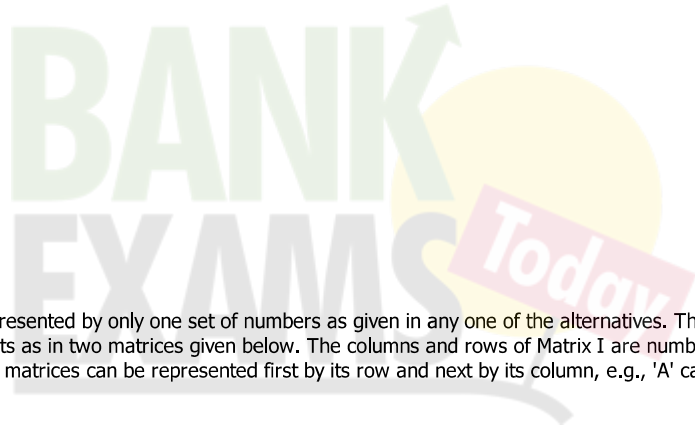 BANK
EXAMS
Today
resented by only one set of numbers as given in any one of the alternatives. Th
ts as in two matrices given below. The columns and rows of Matrix I are numb
matrices can be represented first by its row and next by its column, e.g., 'A' ca